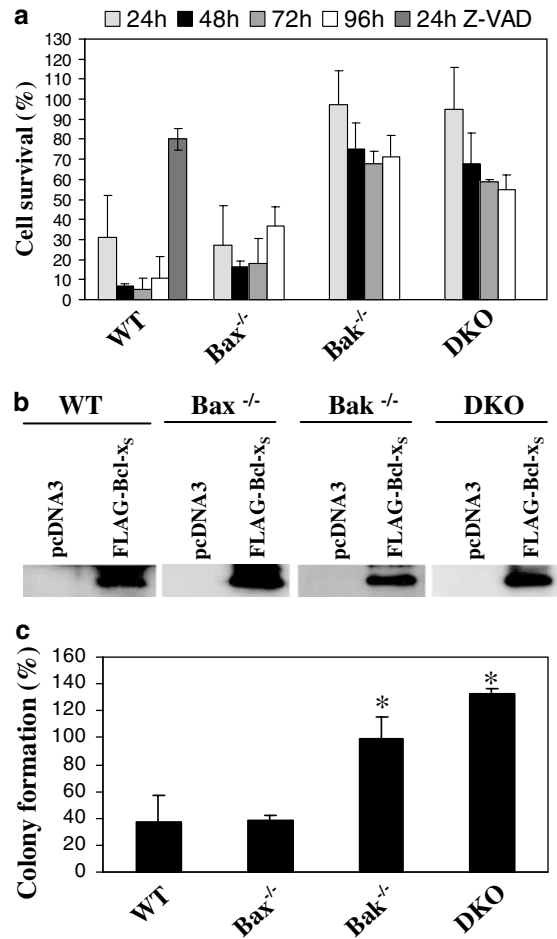 a
24h 48h 72h 96h 24h Z-VAD
Cell survival (%)
130
120
110
100
90
80
70
60
50
40
30
20
10
0
WT Bax-/- Bak-/- DKO
b
WT Bax -/- Bak -/- DKO
pcDNA3 FLAG-Bcl-xS pcDNA3 FLAG-Bcl-xS pcDNA3 FLAG-Bcl-xS pcDNA3 FLAG-Bcl-xS
c
Colony formation (%)
160
140
120
100
80
60
40
20
0
* *
WT Bax-/- Bak-/- DKO